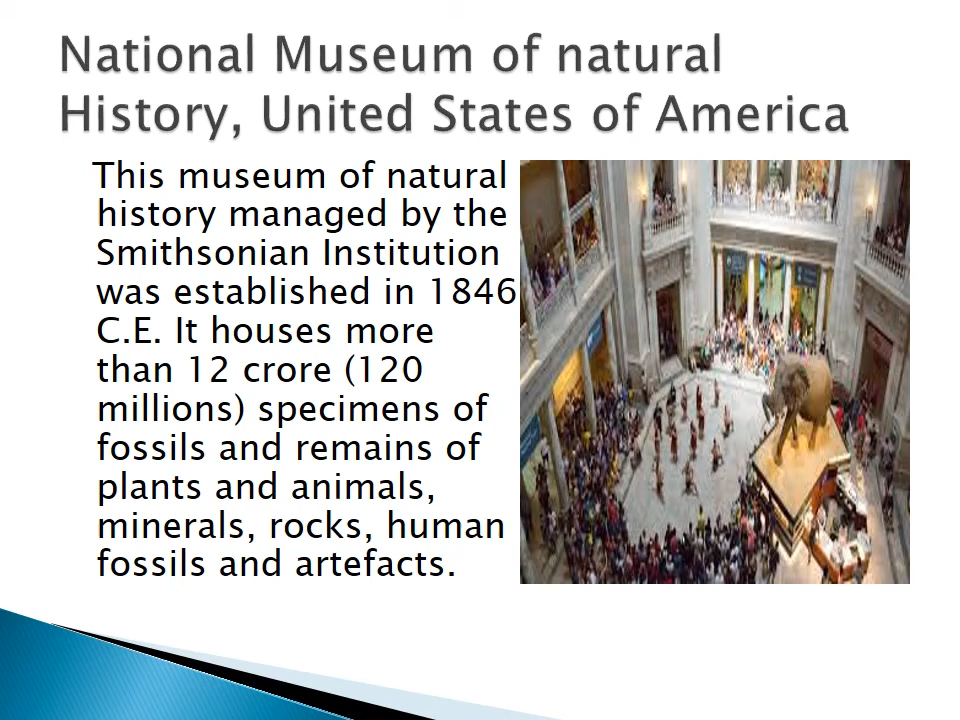 National Museum of natural
History, United States of America
This museum of natural
history managed by the
Smithsonian Institution
was established in 1846
C.E. It houses more
than 12 crore (120
millions) specimens of
fossils and remains of
plants and animals,
minerals, rocks, human
fossils and artefacts.